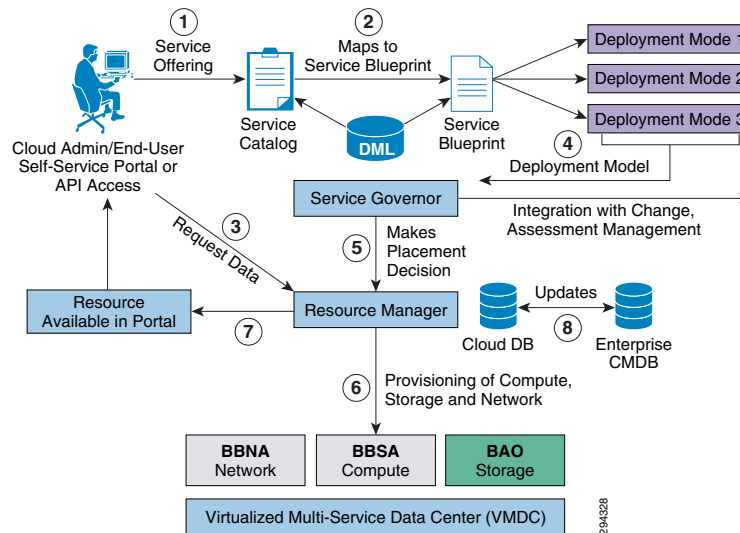 1
Service
Offering
2
Maps to
Service Blueprint
Deployment Mode 1
Deployment Mode 2
Deployment Mode 3
Cloud Admin/End-User
Self-Service Portal or
API Access
Service
Catalog
DML
Service
Blueprint
4
Deployment Model
Service Governor
Integration with Change,
Assessment Management
3
Request Data
5
Makes
Placement
Decision
Resource
Available in Portal
7
Resource Manager
Updates
8
Cloud DB
Enterprise
CMDB
6
Provisioning of Compute,
Storage and Network
BBNA
Network
BBSA
Compute
BAO
Storage
Virtualized Multi-Service Data Center (VMDC)
294328